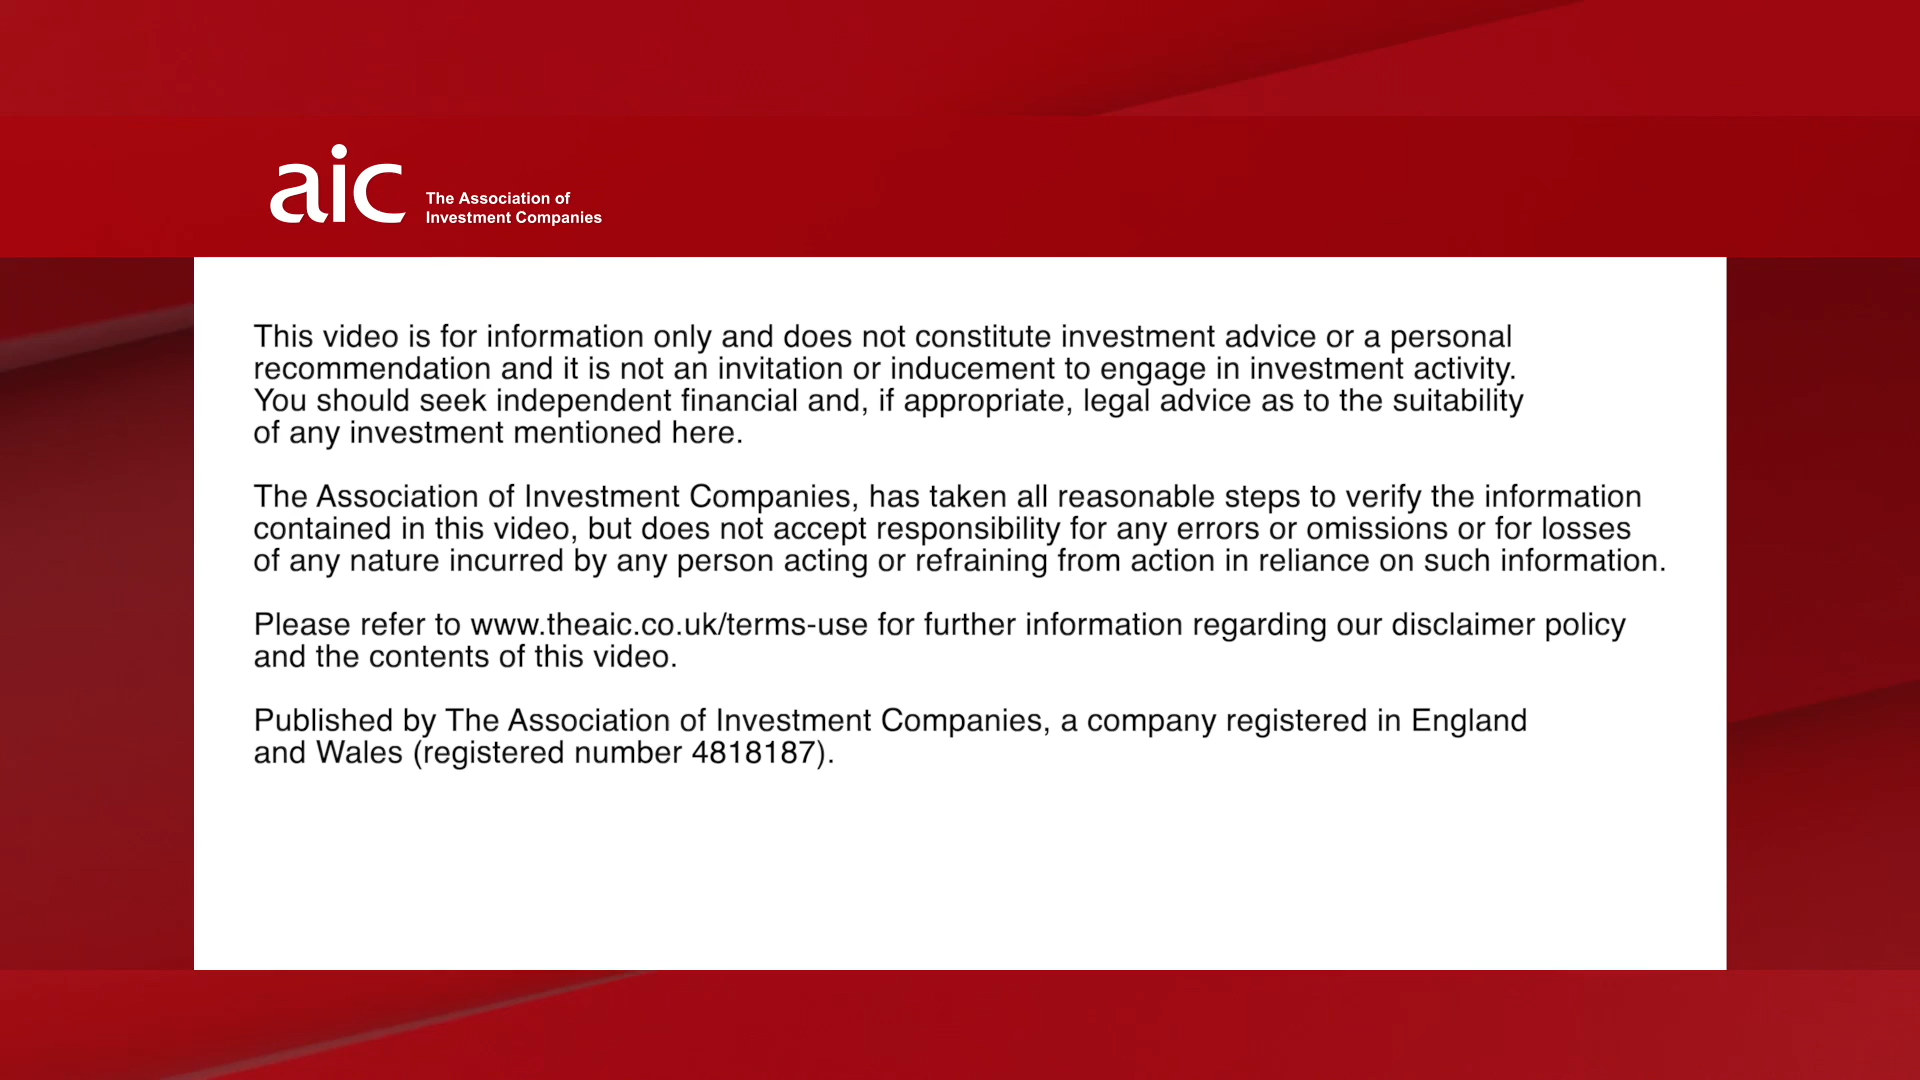 aic
The Association of
Investment Companies
This video is for information only and does not constitute investment advice or a personal
recommendation and it is not an invitation or inducement to engage in investment activity.
You should seek independent financial and, if appropriate, legal advice as to the suitability
of any investment mentioned here.
The Association of Investment Companies, has taken all reasonable steps to verify the information
contained in this video, but does not accept responsibility for any errors or omissions or for losses
of any nature incurred by any person acting or refraining from action in reliance on such information.
Please refer to www.theaic.co.uk/terms-use for further information regarding our disclaimer policy
and the contents of this video.
Published by The Association of Investment Companies, a company registered in England
and Wales (registered number 4818187).